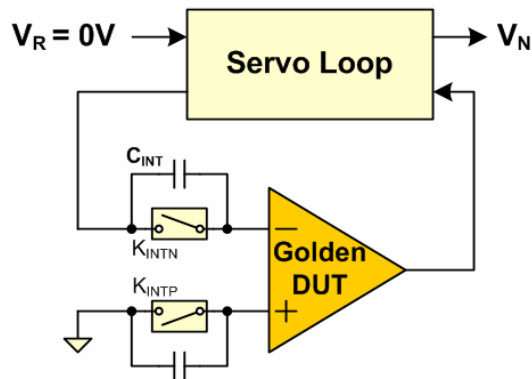 V_R = 0V
Servo Loop
V_N
C_INT
K_INTN
−
Golden
DUT
K_INTP
+